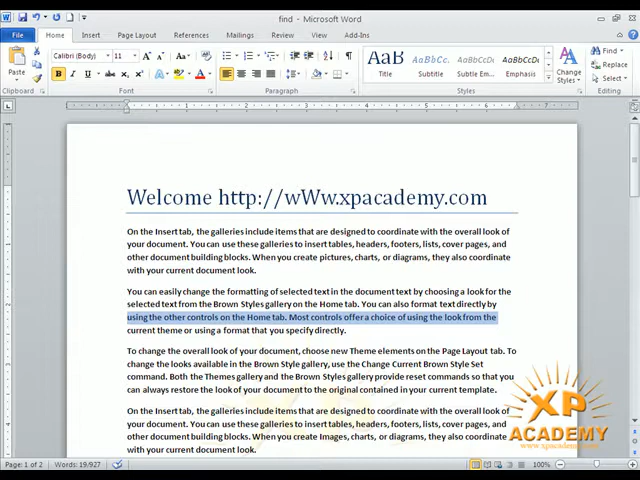 find - Microsoft Word
File Home Insert Page Layout References Mailings Review View Add-Ins
Calibri (Body) 11
Paste
AaB AaBbCc. AaBbCc. AaBbCc.
Title Subtitle Subtle Em... Emphasis
Change
Styles
Find
Replace
Select
Clipboard Font Paragraph Styles Editing
Welcome http://wWw.xpacademy.com
On the Insert tab, the galleries include items that are designed to coordinate with the overall look of
your document. You can use these galleries to insert tables, headers, footers, lists, cover pages, and
other document building blocks. When you create pictures, charts, or diagrams, they also coordinate
with your current document look.
You can easily change the formatting of selected text in the document text by choosing a look for the
selected text from the Brown Styles gallery on the Home tab. You can also format text directly by
using the other controls on the Home tab. Most controls offer a choice of using the look from the
current theme or using a format that you specify directly.
To change the overall look of your document, choose new Theme elements on the Page Layout tab. To
change the looks available in the Brown Style gallery, use the Change Current Brown Style Set
command. Both the Themes gallery and the Brown Styles gallery provide reset commands so that you
can always restore the look of your document to the original contained in your current template.
On the Insert tab, the galleries include items that are designed to coordinate with the overall look of
your document. You can use these galleries to insert tables, headers, footers, lists, cover pages, and
other document building blocks. When you create Images, charts, or diagrams, they also coordinate
with your current document look.
XP
ACADEMY
www.xpacademy.com
Page: 1 of 2 Words: 19/927 100%